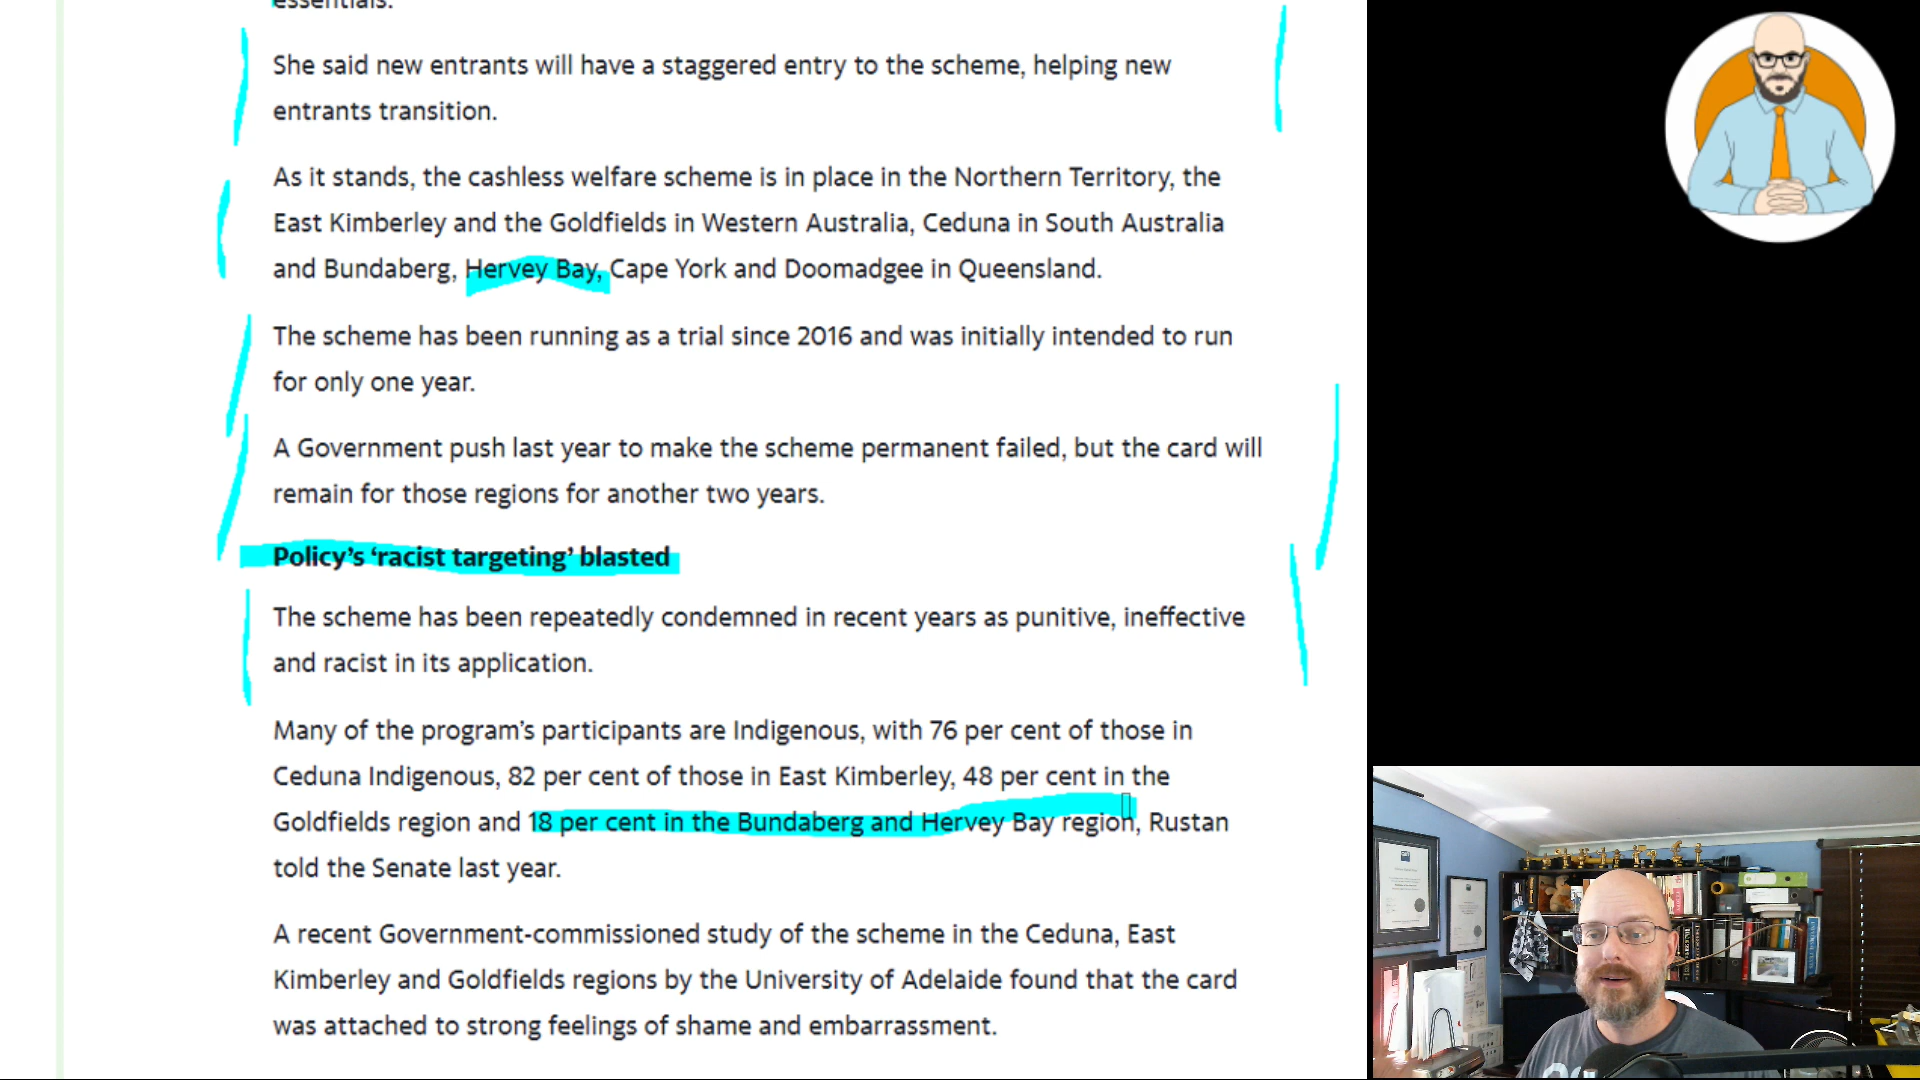 essentials.
She said new entrants will have a staggered entry to the scheme, helping new
entrants transition.
As it stands, the cashless welfare scheme is in place in the Northern Territory, the
East Kimberley and the Goldfields in Western Australia, Ceduna in South Australia
and Bundaberg, Hervey Bay, Cape York and Doomadgee in Queensland.
The scheme has been running as a trial since 2016 and was initially intended to run
for only one year.
A Government push last year to make the scheme permanent failed, but the card will
remain for those regions for another two years.
Policy’s ‘racist targeting’ blasted
The scheme has been repeatedly condemned in recent years as punitive, ineffective
and racist in its application.
Many of the program’s participants are Indigenous, with 76 per cent of those in
Ceduna Indigenous, 82 per cent of those in East Kimberley, 48 per cent in the
Goldfields region and 18 per cent in the Bundaberg and Hervey Bay region, Rustan
told the Senate last year.
A recent Government-commissioned study of the scheme in the Ceduna, East
Kimberley and Goldfields regions by the University of Adelaide found that the card
was attached to strong feelings of shame and embarrassment.